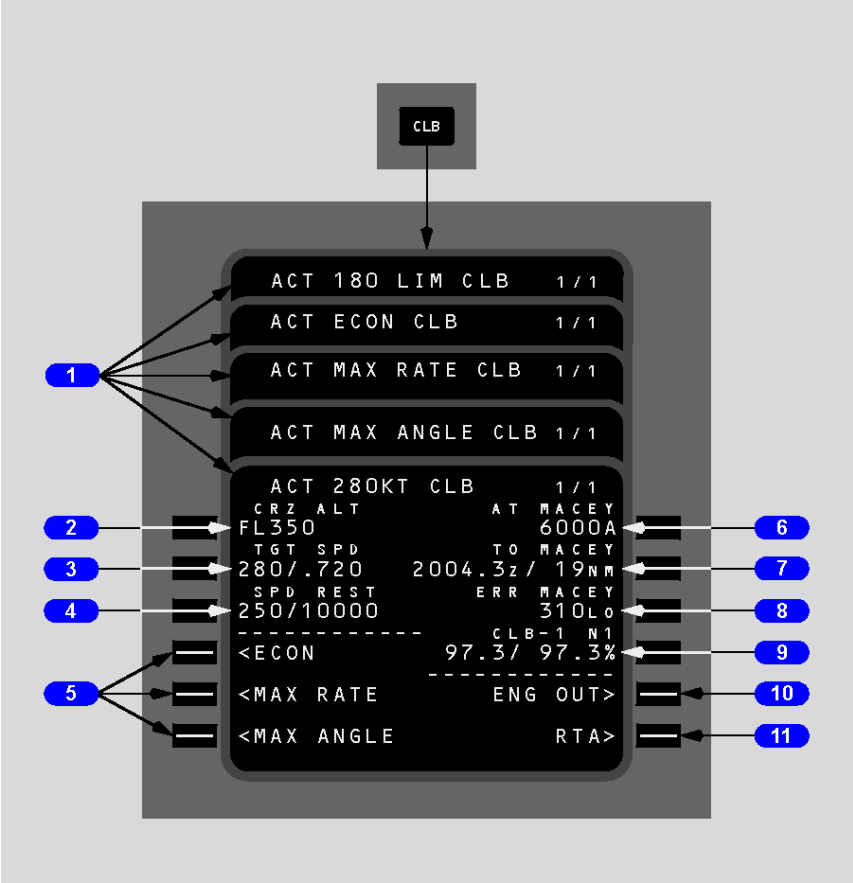 CLB
ACT 180 LIM CLB 1/1
ACT ECON CLB 1/1
1
ACT MAX RATE CLB 1/1
ACT MAX ANGLE CLB 1/1
ACT 280KT CLB 1/1
CRZ ALT AT MACEY
2 FL350 6000A 6
TGT SPD TO MACEY
3 280/.720 2004.3z/ 19NM 7
SPD REST ERR MACEY
4 250/10000 310LO 8
------------ CLB-1 N1
<ECON 97.3/ 97.3% 9
------------
5 <MAX RATE ENG OUT> 10
<MAX ANGLE RTA> 11